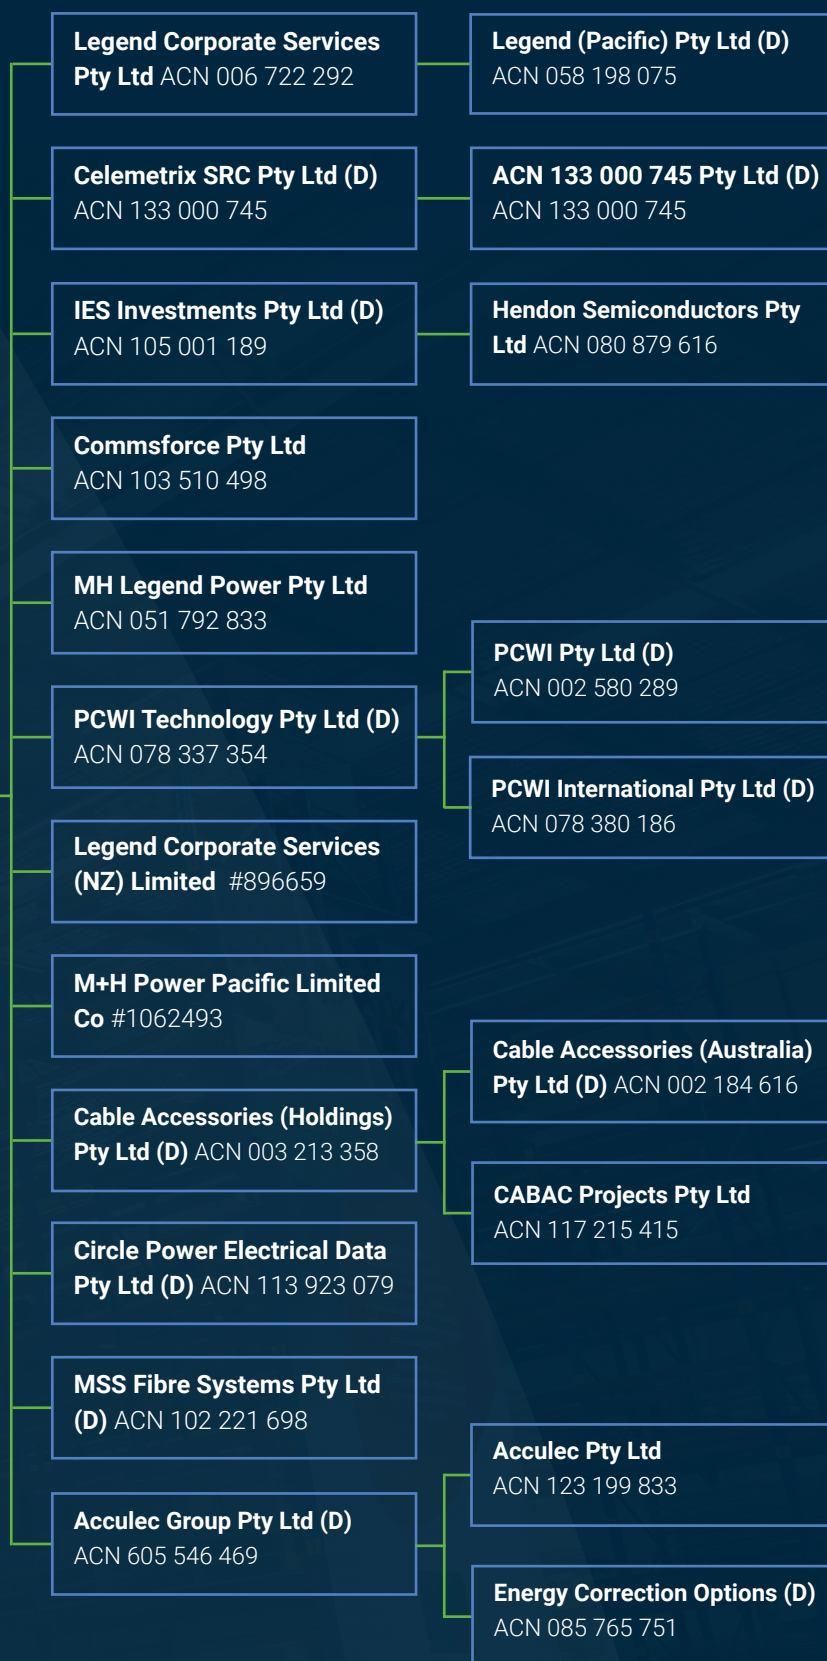 Legend Corporate Services
Pty Ltd ACN 006 722 292
Legend (Pacific) Pty Ltd (D)
ACN 058 198 075
Celemetrix SRC Pty Ltd (D)
ACN 133 000 745
ACN 133 000 745 Pty Ltd (D)
ACN 133 000 745
IES Investments Pty Ltd (D)
ACN 105 001 189
Hendon Semiconductors Pty
Ltd ACN 080 879 616
Commsforce Pty Ltd
ACN 103 510 498
MH Legend Power Pty Ltd
ACN 051 792 833
PCWI Technology Pty Ltd (D)
ACN 078 337 354
PCWI Pty Ltd (D)
ACN 002 580 289
PCWI International Pty Ltd (D)
ACN 078 380 186
Legend Corporate Services
(NZ) Limited #896659
M+H Power Pacific Limited
Co #1062493
Cable Accessories (Holdings)
Pty Ltd (D) ACN 003 213 358
Cable Accessories (Australia)
Pty Ltd (D) ACN 002 184 616
CABAC Projects Pty Ltd
ACN 117 215 415
Circle Power Electrical Data
Pty Ltd (D) ACN 113 923 079
MSS Fibre Systems Pty Ltd
(D) ACN 102 221 698
Acculec Group Pty Ltd (D)
ACN 605 546 469
Acculec Pty Ltd
ACN 123 199 833
Energy Correction Options (D)
ACN 085 765 751